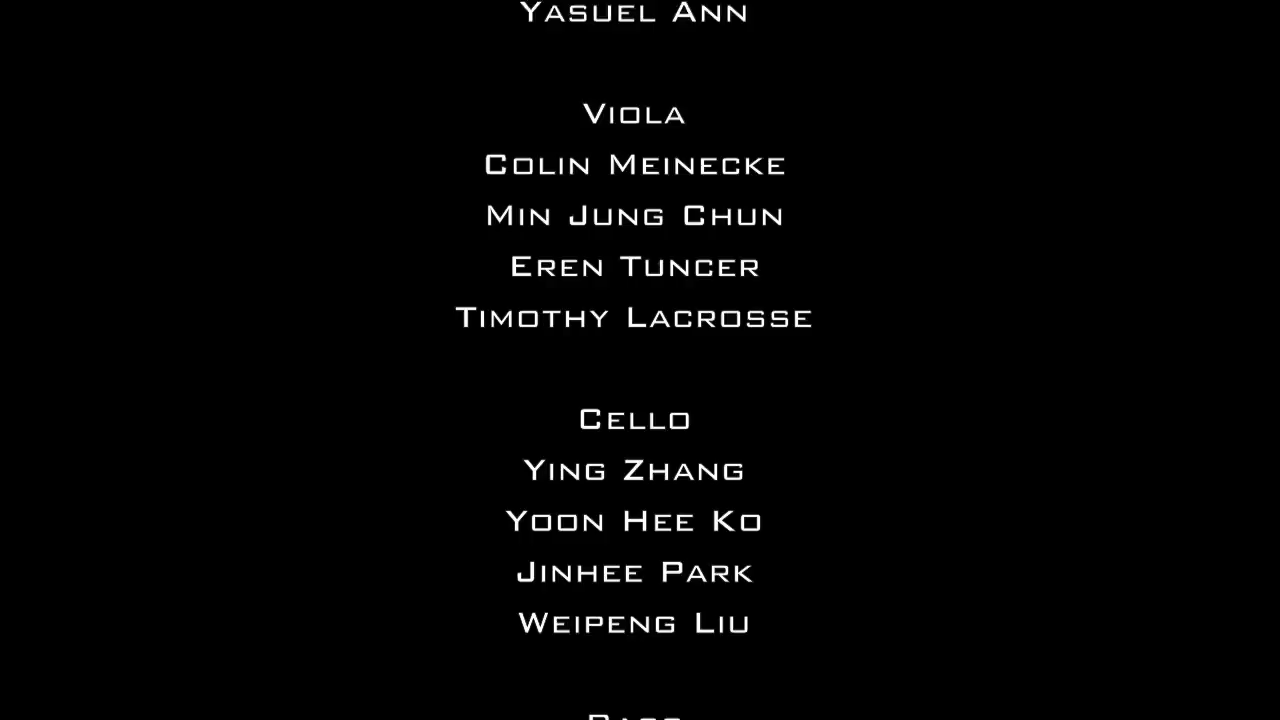 Yasuel Ann
Viola
Colin Meinecke
Min Jung Chun
Eren Tuncer
Timothy Lacrosse
Cello
Ying Zhang
Yoon Hee Ko
Jinhee Park
Weipeng Liu